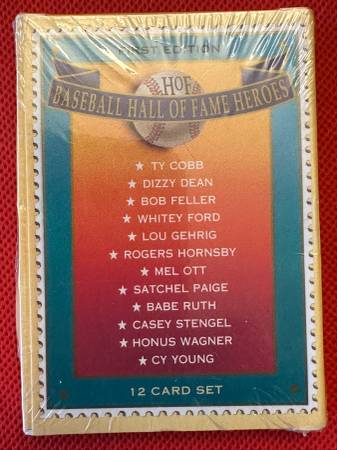 FIRST EDITION
HOF
BASEBALL HALL OF FAME HEROES
★ TY COBB
★ DIZZY DEAN
★ BOB FELLER
★ WHITEY FORD
★ LOU GEHRIG
★ ROGERS HORNSBY
★ MEL OTT
★ SATCHEL PAIGE
★ BABE RUTH
★ CASEY STENGEL
★ HONUS WAGNER
★ CY YOUNG
12 CARD SET